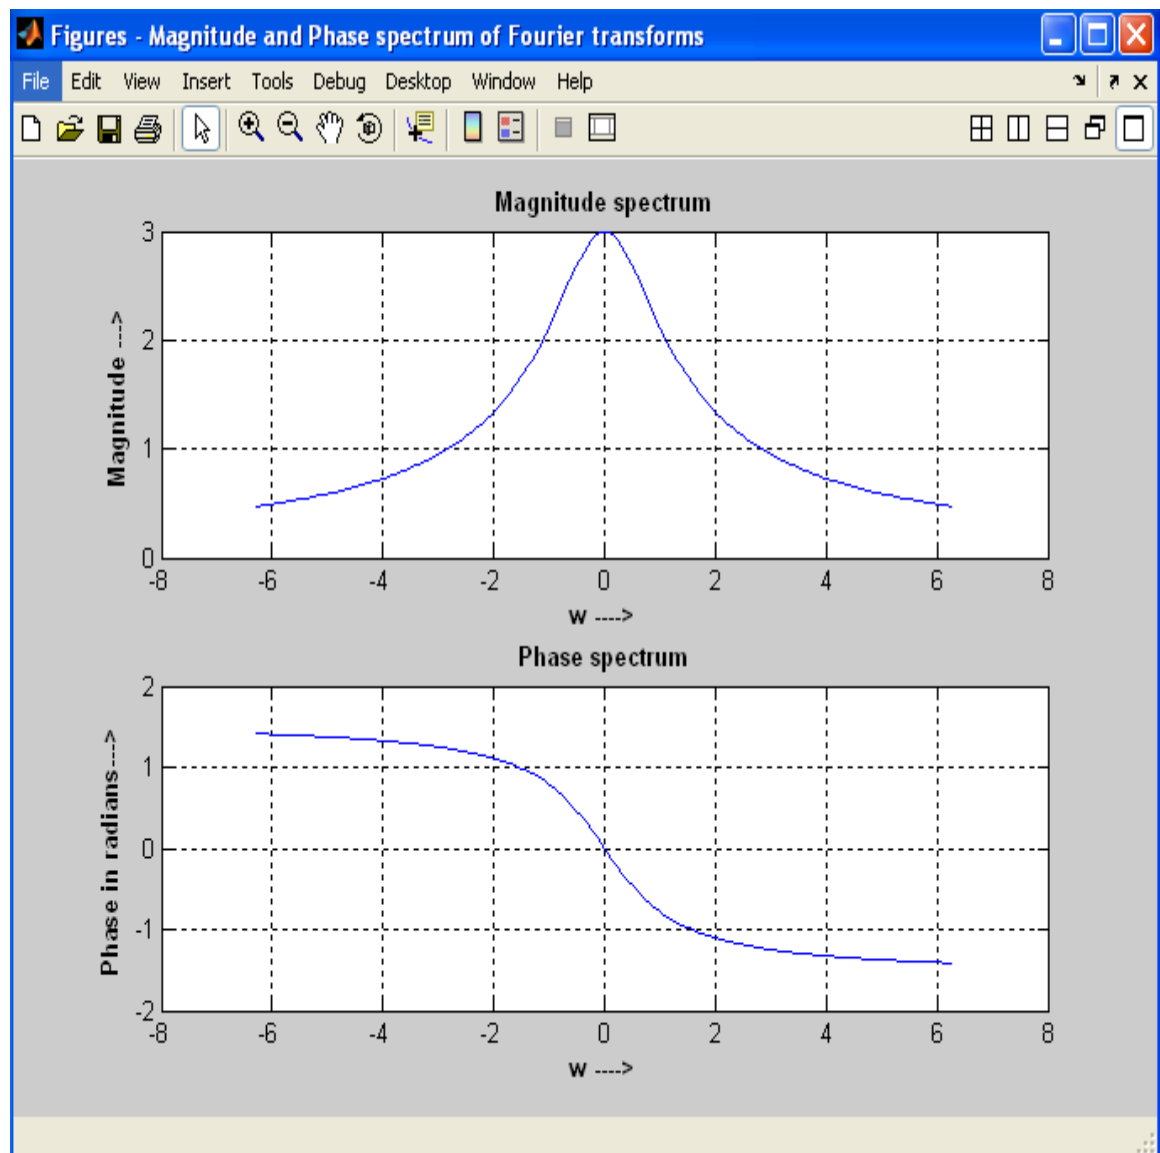 Figures - Magnitude and Phase spectrum of Fourier transforms
File Edit View Insert Tools Debug Desktop Window Help
Magnitude spectrum
3
2
1
0
Magnitude --->
-8 -6 -4 -2 0 2 4 6 8
w ---->
Phase spectrum
2
1
0
-1
-2
Phase in radians--->
-8 -6 -4 -2 0 2 4 6 8
w ---->